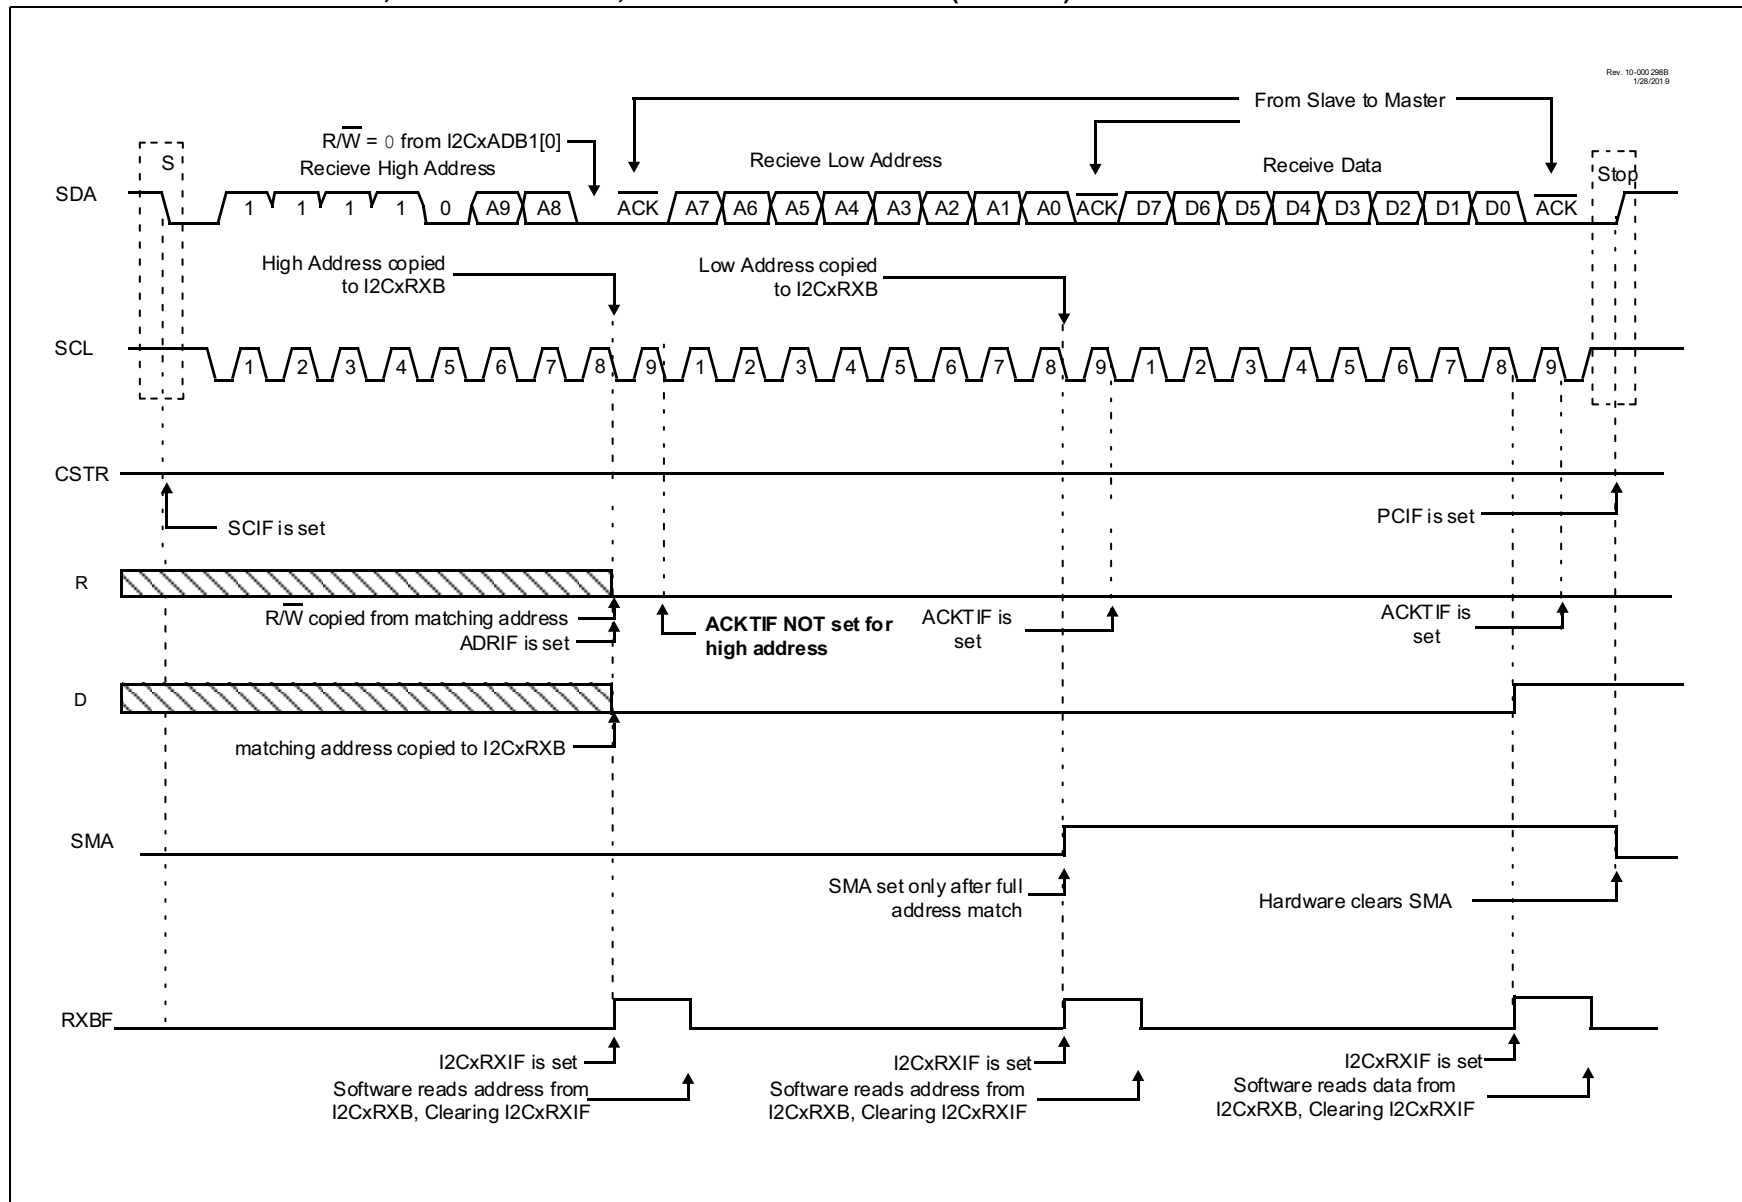 Rev. 10-000 298B
1/28/201 9
From Slave to Master
R/W = 0 from I2CxADB1[0]
S
Recieve High Address
Recieve Low Address
Receive Data
Stop
SDA
1 1 1 1 0 A9 A8 ACK A7 A6 A5 A4 A3 A2 A1 A0 ACK D7 D6 D5 D4 D3 D2 D1 D0 ACK
High Address copied
to I2CxRXB
Low Address copied
to I2CxRXB
SCL
1 2 3 4 5 6 7 8 9 1 2 3 4 5 6 7 8 9 1 2 3 4 5 6 7 8 9
CSTR
SCIF is set
PCIF is set
R
R/W copied from matching address
ADRIF is set
ACKTIF NOT set for
high address
ACKTIF is
set
ACKTIF is
set
D
matching address copied to I2CxRXB
SMA
SMA set only after full
address match
Hardware clears SMA
RXBF
I2CxRXIF is set
Software reads address from
I2CxRXB, Clearing I2CxRXIF
I2CxRXIF is set
Software reads address from
I2CxRXB, Clearing I2CxRXIF
I2CxRXIF is set
Software reads data from
I2CxRXB, Clearing I2CxRXIF